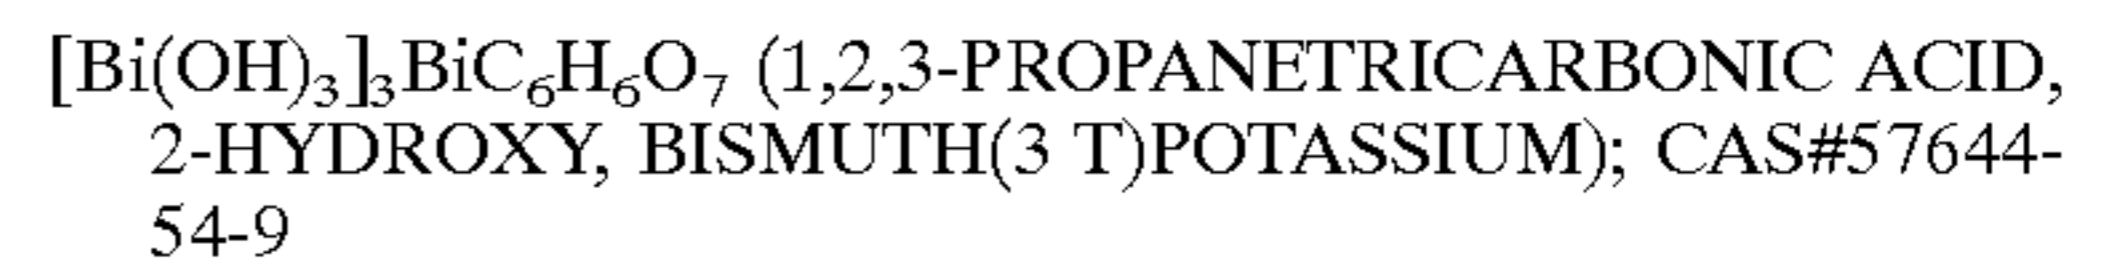 [Bi(OH)₃]₃BiC₆H₆O₇ (1,2,3-PROPANETRICARBONIC ACID,
2-HYDROXY, BISMUTH(3 T)POTASSIUM); CAS#57644-
54-9